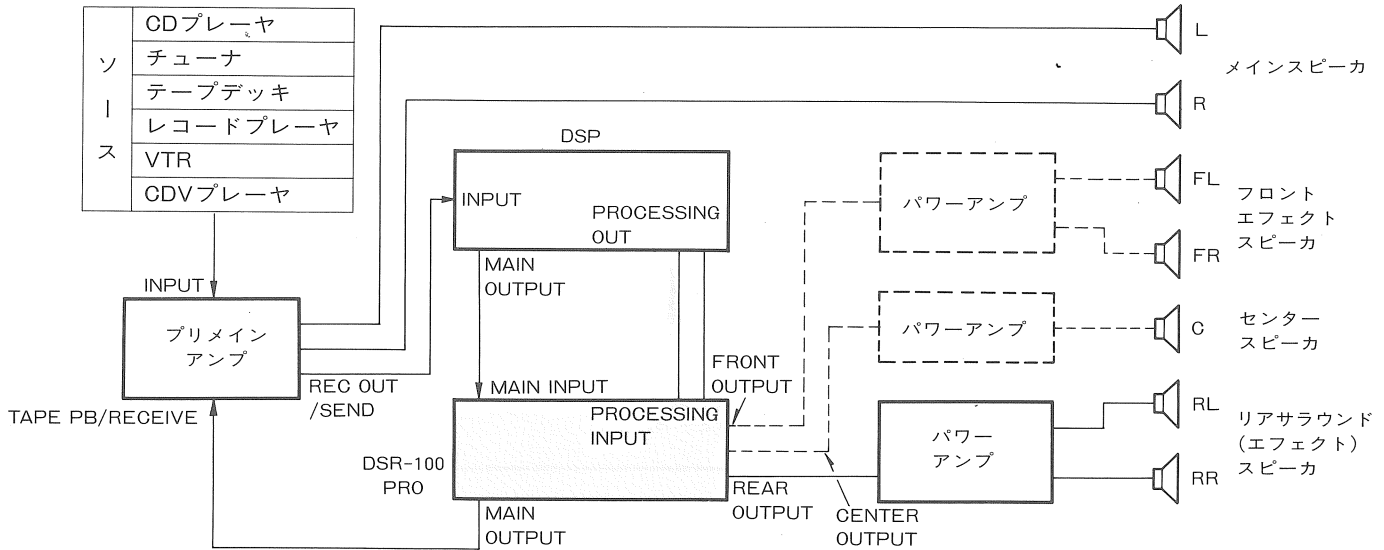 ソース
CDプレーヤ
チューナ
テープデッキ
レコードプレーヤ
VTR
CDVプレーヤ
INPUT
プリメイン
アンプ
TAPE PB/RECEIVE
REC OUT
/SEND
DSP
INPUT
PROCESSING
OUT
MAIN
OUTPUT
MAIN INPUT
PROCESSING
INPUT
DSR-100
PRO
MAIN
OUTPUT
FRONT
OUTPUT
REAR
OUTPUT
CENTER
OUTPUT
パワーアンプ
パワーアンプ
パワー
アンプ
L
R
メインスピーカ
FL
FR
フロント
エフェクト
スピーカ
C
センター
スピーカ
RL
RR
リアサラウンド
(エフェクト)
スピーカ